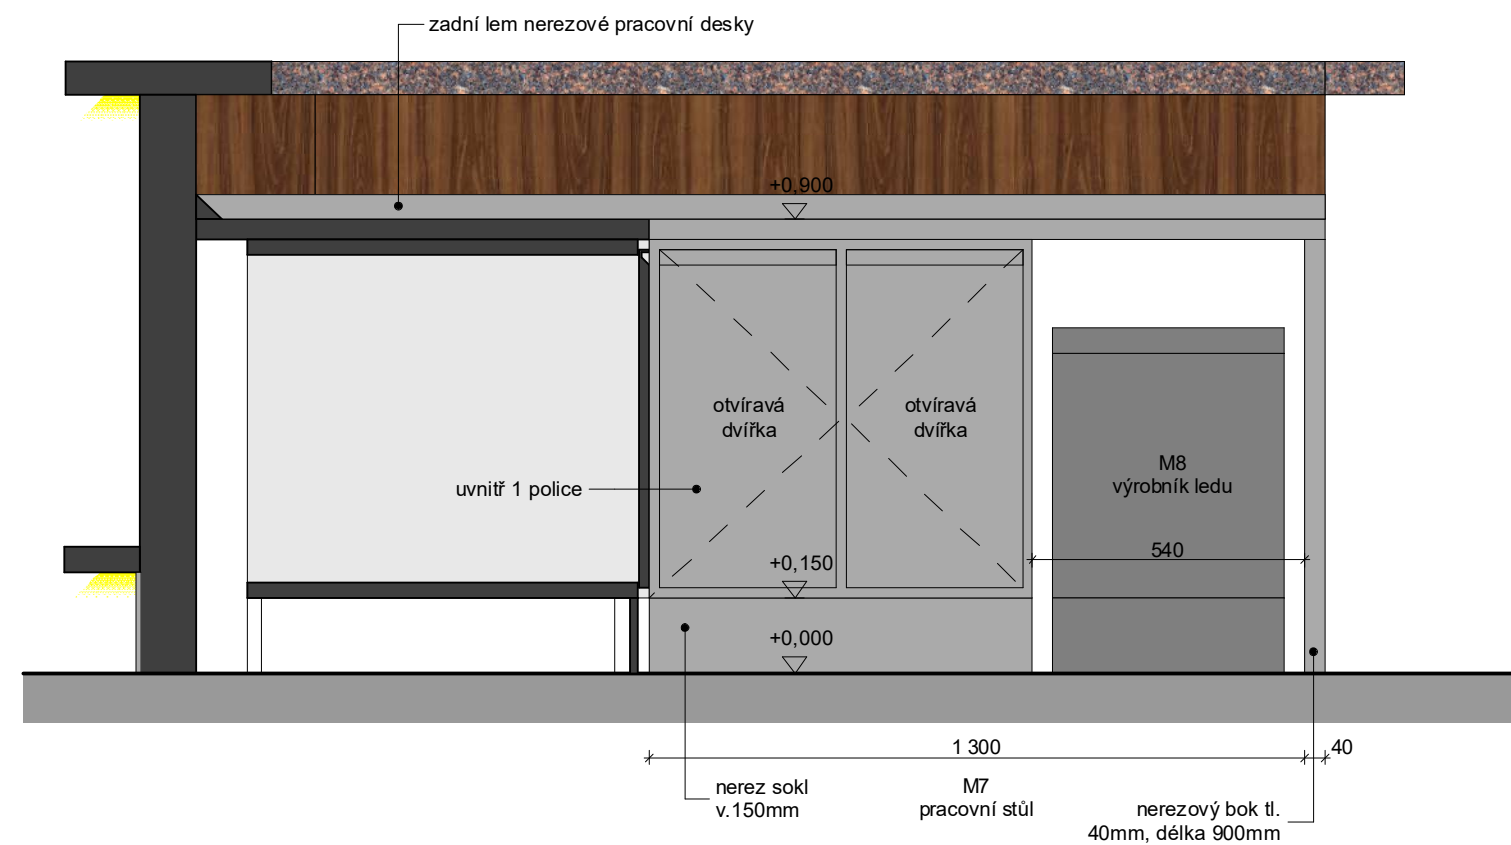 zadní lem nerezové pracovní desky
+0,900
otvíravá
dvířka
otvíravá
dvířka
M8
výrobník ledu
uvnitř 1 police
540
+0,150
+0,000
1 300
40
nerez sokl
v.150mm
M7
pracovní stůl
nerezový bok tl.
40mm, délka 900mm